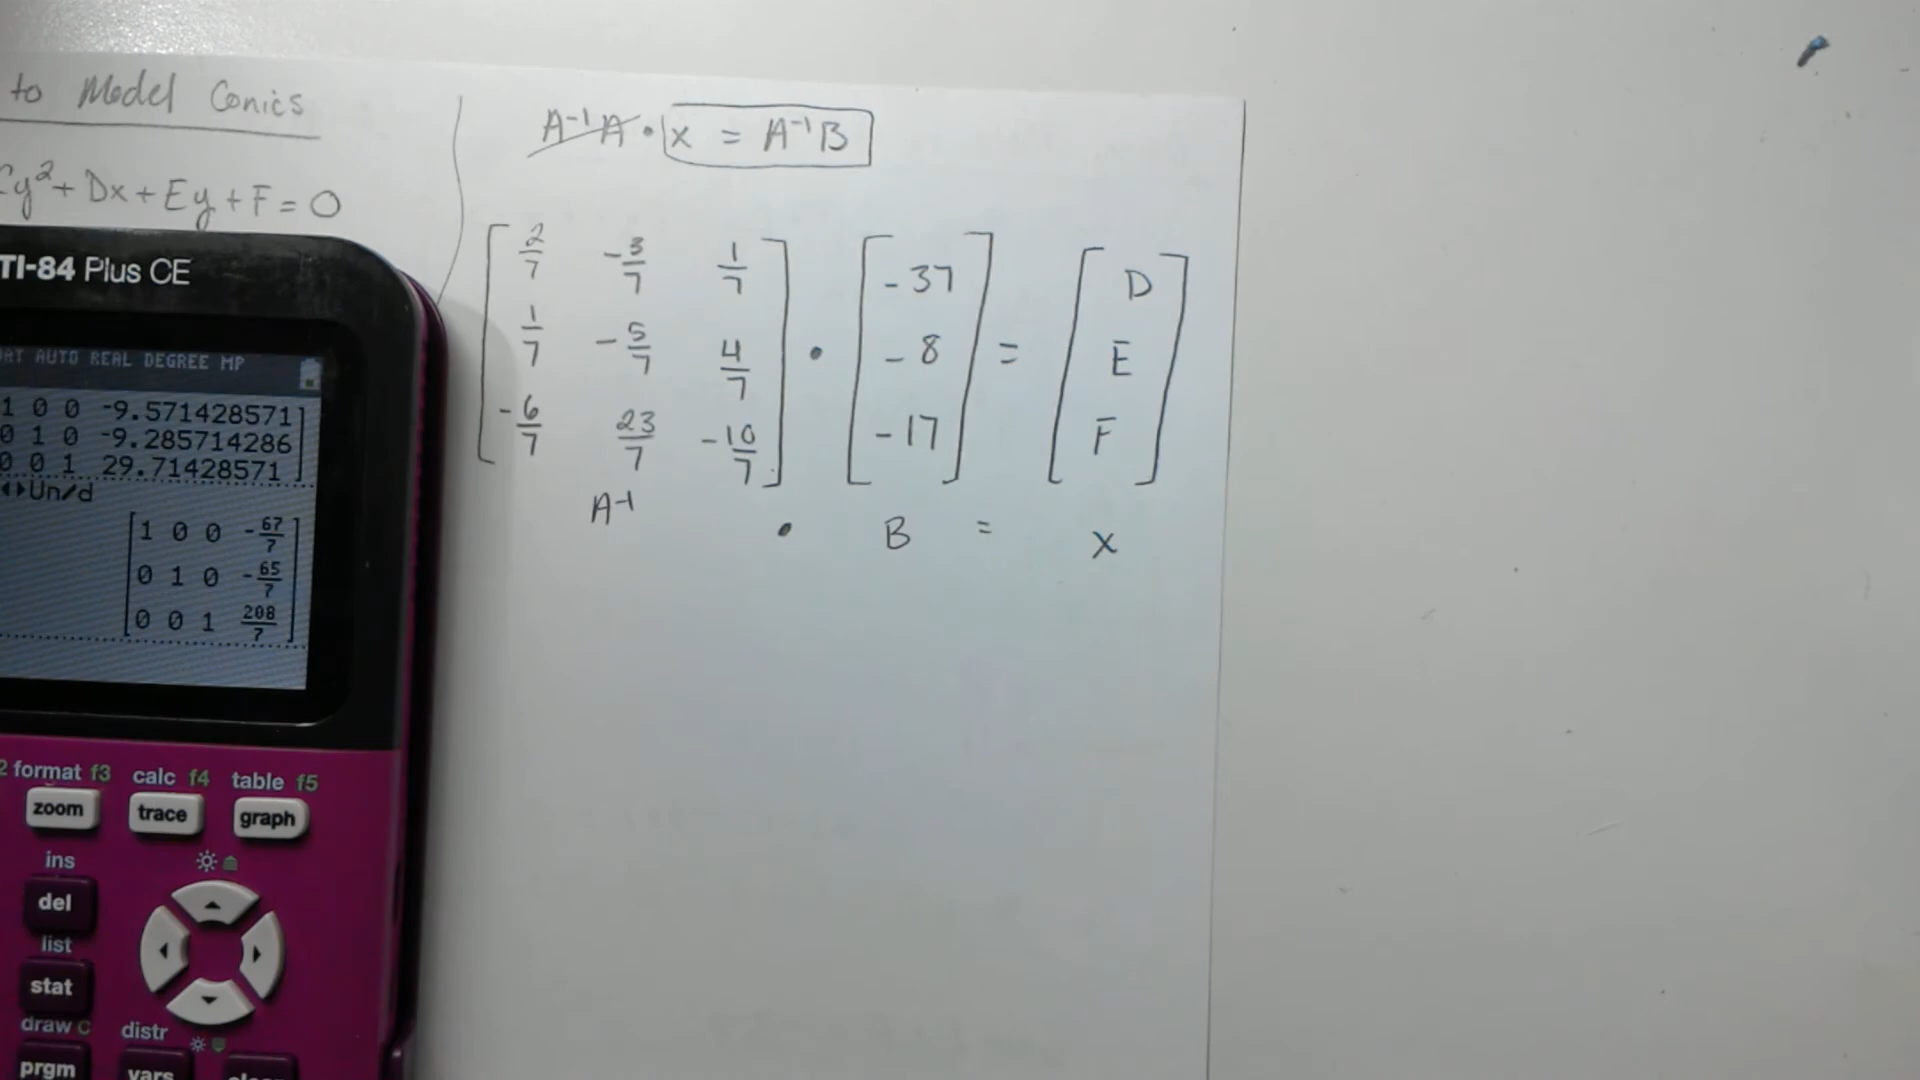 to Model Conics
Cy² + Dx + Ey + F = 0
A⁻¹A • x = A⁻¹B
2/7 -3/7 1/7
1/7 -5/7 4/7
-6/7 23/7 -10/7
•
-37
-8
-17
=
D
E
F
A⁻¹ • B = x
TI-84 Plus CE
AUTO REAL DEGREE MP
1 0 0 -9.571428571
0 1 0 -9.285714286
0 0 1 29.71428571
◄►Un/d
1 0 0 -67/7
0 1 0 -65/7
0 0 1 208/7
format f3 calc f4 table f5
zoom trace graph
ins
del
list
stat
draw C distr
prgm vars